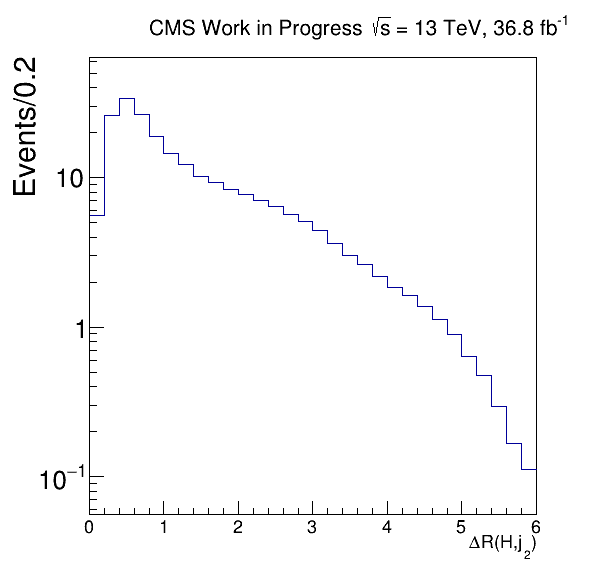 CMS Work in Progress √s = 13 TeV, 36.8 fb⁻¹
Events/0.2
10
1
10⁻¹
0 1 2 3 4 5 6
ΔR(H,j₂)